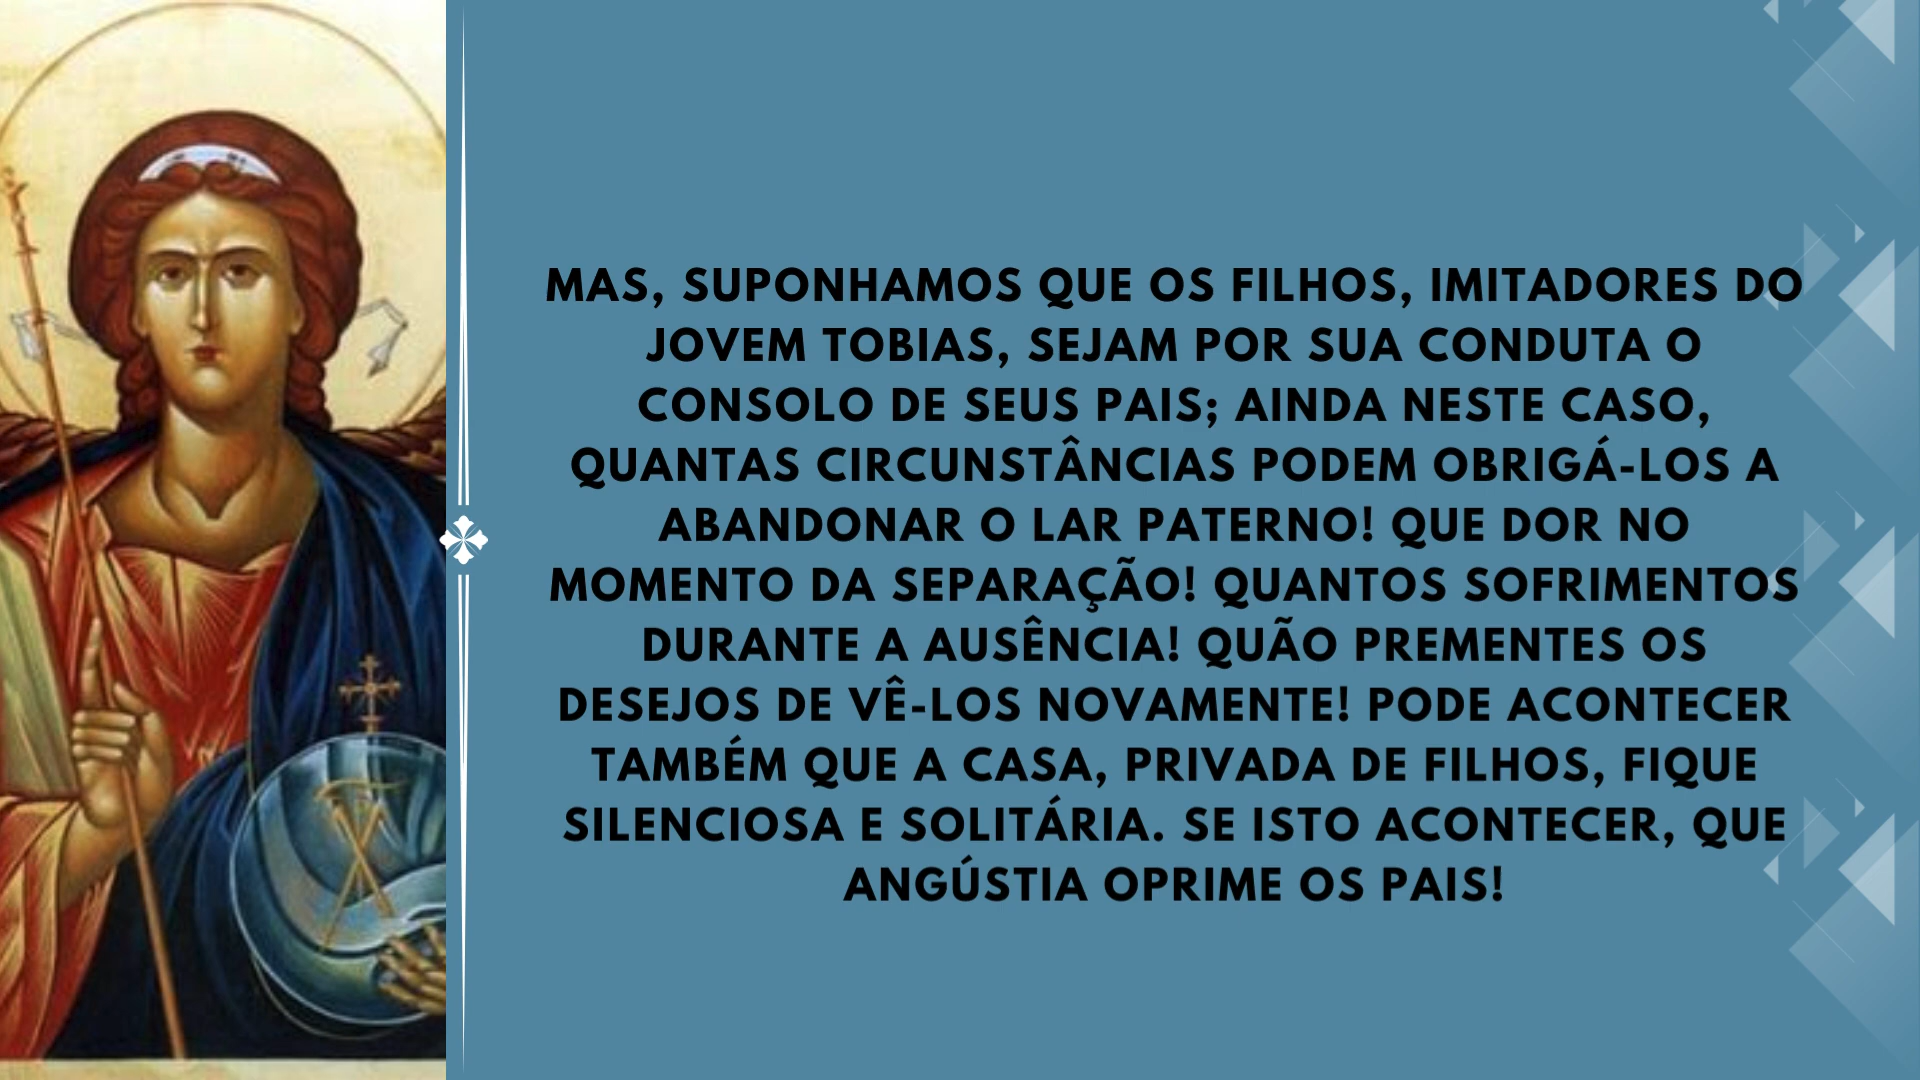 MAS, SUPONHAMOS QUE OS FILHOS, IMITADORES DO
JOVEM TOBIAS, SEJAM POR SUA CONDUTA O
CONSOLO DE SEUS PAIS; AINDA NESTE CASO,
QUANTAS CIRCUNSTÂNCIAS PODEM OBRIGÁ-LOS A
ABANDONAR O LAR PATERNO! QUE DOR NO
MOMENTO DA SEPARAÇÃO! QUANTOS SOFRIMENTOS
DURANTE A AUSÊNCIA! QUÃO PREMENTES OS
DESEJOS DE VÊ-LOS NOVAMENTE! PODE ACONTECER
TAMBÉM QUE A CASA, PRIVADA DE FILHOS, FIQUE
SILENCIOSA E SOLITÁRIA. SE ISTO ACONTECER, QUE
ANGÚSTIA OPRIME OS PAIS!